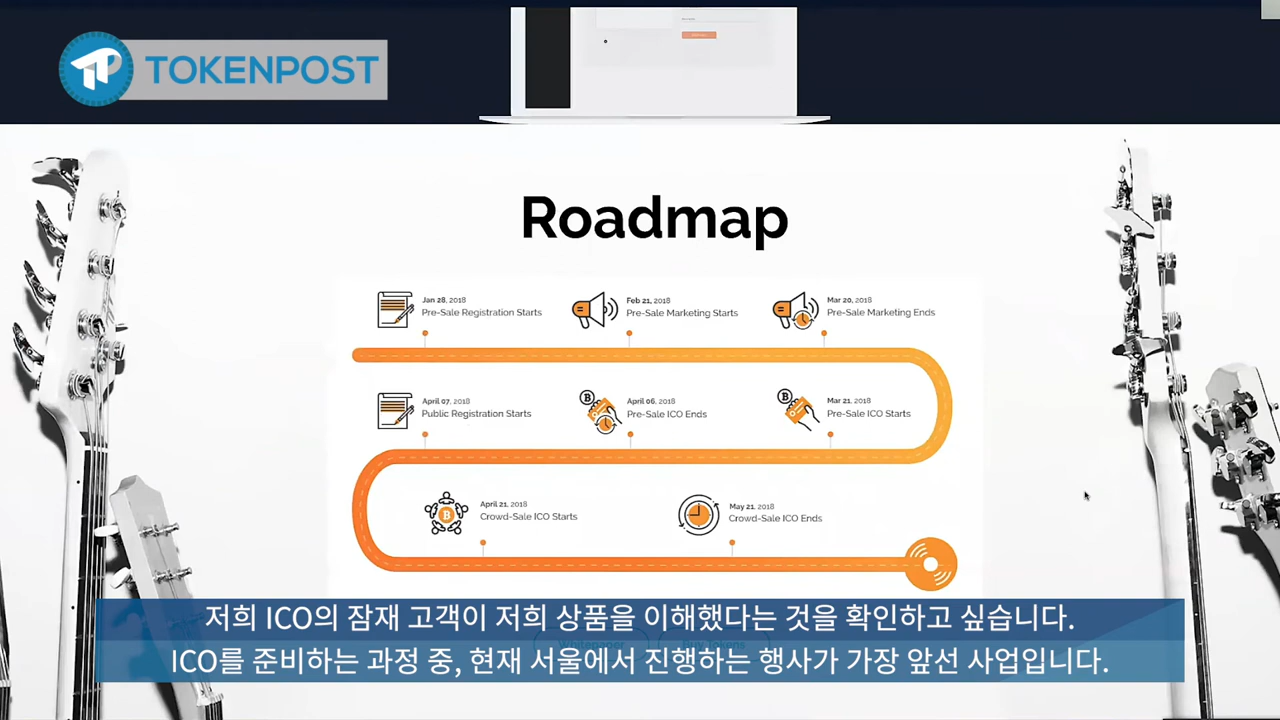 TOKENPOST
Roadmap
Jan 28, 2018
Pre-Sale Registration Starts
Feb 21, 2018
Pre-Sale Marketing Starts
Mar 20, 2018
Pre-Sale Marketing Ends
April 07, 2018
Public Registration Starts
April 06, 2018
Pre-Sale ICO Ends
Mar 21, 2018
Pre-Sale ICO Starts
April 21, 2018
Crowd-Sale ICO Starts
May 21, 2018
Crowd-Sale ICO Ends
저희 ICO의 잠재 고객이 저희 상품을 이해했다는 것을 확인하고 싶습니다.
ICO를 준비하는 과정 중, 현재 서울에서 진행하는 행사가 가장 앞선 사업입니다.